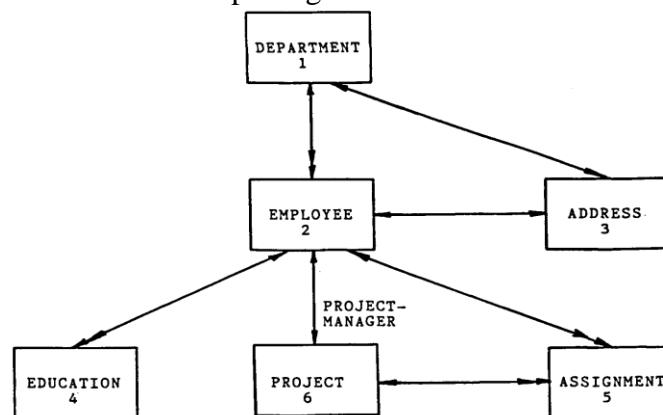 DEPARTMENT
1
EMPLOYEE
2
ADDRESS
3
PROJECT-
MANAGER
EDUCATION
4
PROJECT
6
ASSIGNMENT
5